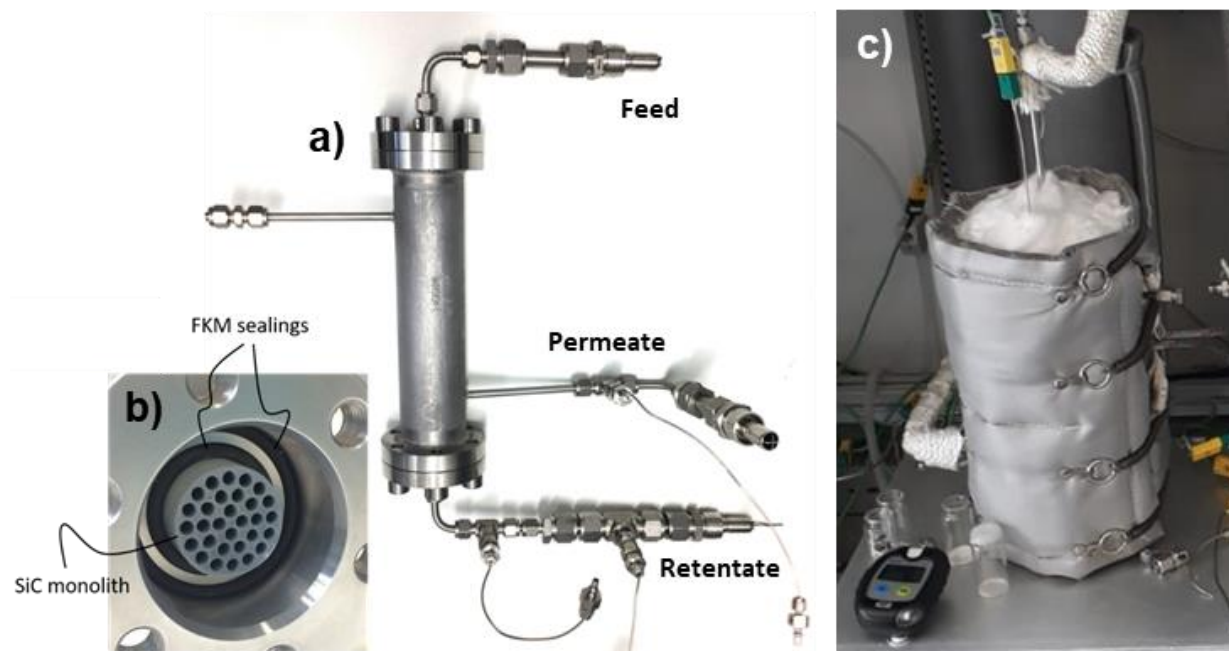 a)
Feed
Permeate
Retentate
FKM sealings
b)
SiC monolith
c)